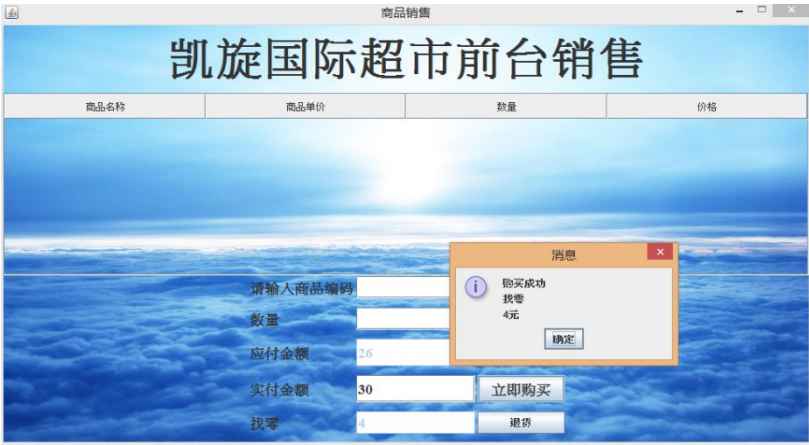 商品销售
凯旋国际超市前台销售
商品名称 商品单价 数量 价格
消息
购买成功
找零
4元
确定
请输入商品编码
数量
应付金额 26
实付金额 30 立即购买
找零 4 退货